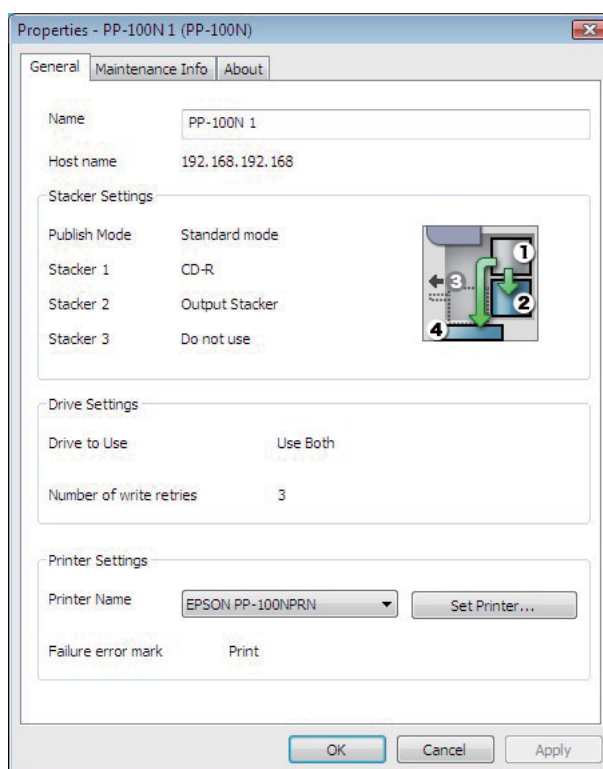 Properties - PP-100N 1 (PP-100N)
General Maintenance Info About
Name PP-100N 1
Host name 192.168.192.168
Stacker Settings
Publish Mode Standard mode
Stacker 1 CD-R
Stacker 2 Output Stacker
Stacker 3 Do not use
1
3
2
4
Drive Settings
Drive to Use Use Both
Number of write retries 3
Printer Settings
Printer Name EPSON PP-100NPRN Set Printer...
Failure error mark Print
OK Cancel Apply